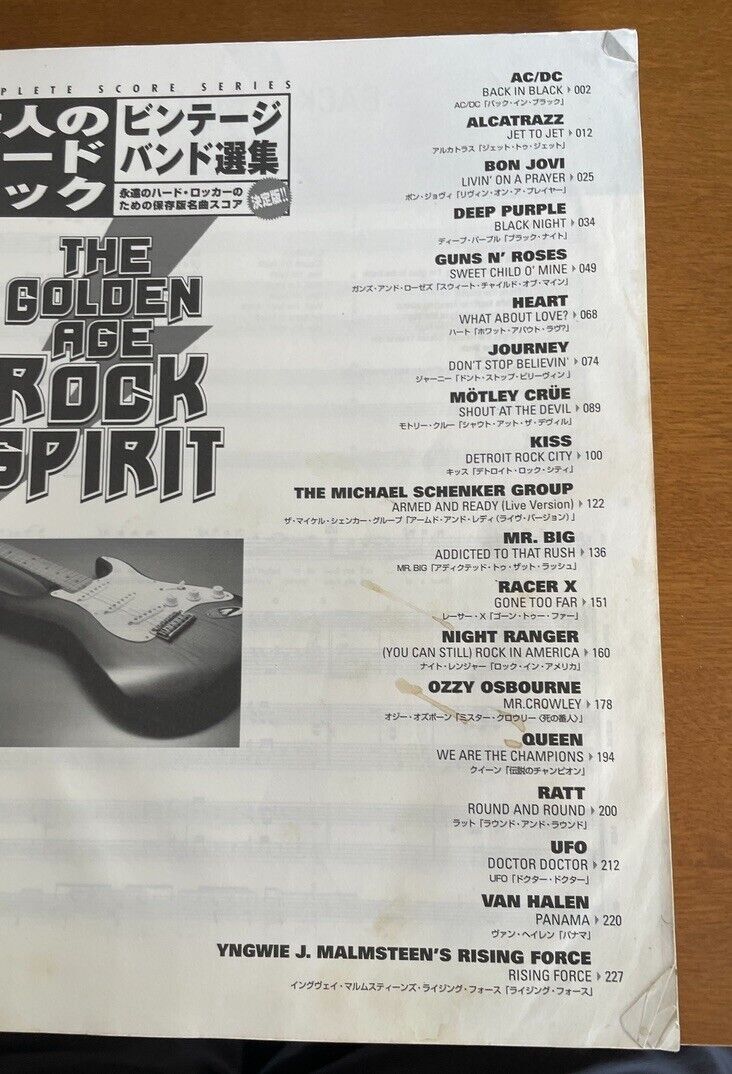 PLETE SCORE SERIES
人の
ード
ック
ビンテージ
バンド選集
永遠のハード・ロッカーの
ための保存版名曲スコア
決定版!!
THE
GOLDEN
AGE
ROCK
SPIRIT
AC/DC
BACK IN BLACK 002
AC/DC「バック・イン・ブラック」
ALCATRAZZ
JET TO JET 012
アルカトラス「ジェット・トゥ・ジェット」
BON JOVI
LIVIN' ON A PRAYER 025
ボン・ジョヴィ「リヴィン・オン・ア・プレイヤー」
DEEP PURPLE
BLACK NIGHT 034
ディープ・パープル「ブラック・ナイト」
GUNS N' ROSES
SWEET CHILD O' MINE 049
ガンズ・アンド・ローゼズ「スウィート・チャイルド・オブ・マイン」
HEART
WHAT ABOUT LOVE? 068
ハート「ホワット・アバウト・ラヴ?」
JOURNEY
DON'T STOP BELIEVIN' 074
ジャーニー「ドント・ストップ・ビリーヴィン」
MÖTLEY CRÜE
SHOUT AT THE DEVIL 089
モトリー・クルー「シャウト・アット・ザ・デヴィル」
KISS
DETROIT ROCK CITY 100
キッス「デトロイト・ロック・シティ」
THE MICHAEL SCHENKER GROUP
ARMED AND READY (Live Version) 122
ザ・マイケル・シェンカー・グループ「アームド・アンド・レディ(ライヴ・バージョン)」
MR. BIG
ADDICTED TO THAT RUSH 136
MR. BIG「アディクテッド・トゥ・ザット・ラッシュ」
RACER X
GONE TOO FAR 151
レーサー・X「ゴーン・トゥー・ファー」
NIGHT RANGER
(YOU CAN STILL) ROCK IN AMERICA 160
ナイト・レンジャー「ロック・イン・アメリカ」
OZZY OSBOURNE
MR.CROWLEY 178
オジー・オズボーン「ミスター・クロウリー〈死の番人〉」
QUEEN
WE ARE THE CHAMPIONS 194
クイーン「伝説のチャンピオン」
RATT
ROUND AND ROUND 200
ラット「ラウンド・アンド・ラウンド」
UFO
DOCTOR DOCTOR 212
UFO「ドクター・ドクター」
VAN HALEN
PANAMA 220
ヴァン・ヘイレン「パナマ」
YNGWIE J. MALMSTEEN'S RISING FORCE
RISING FORCE 227
イングヴェイ・マルムスティーンズ・ライジング・フォース「ライジング・フォース」